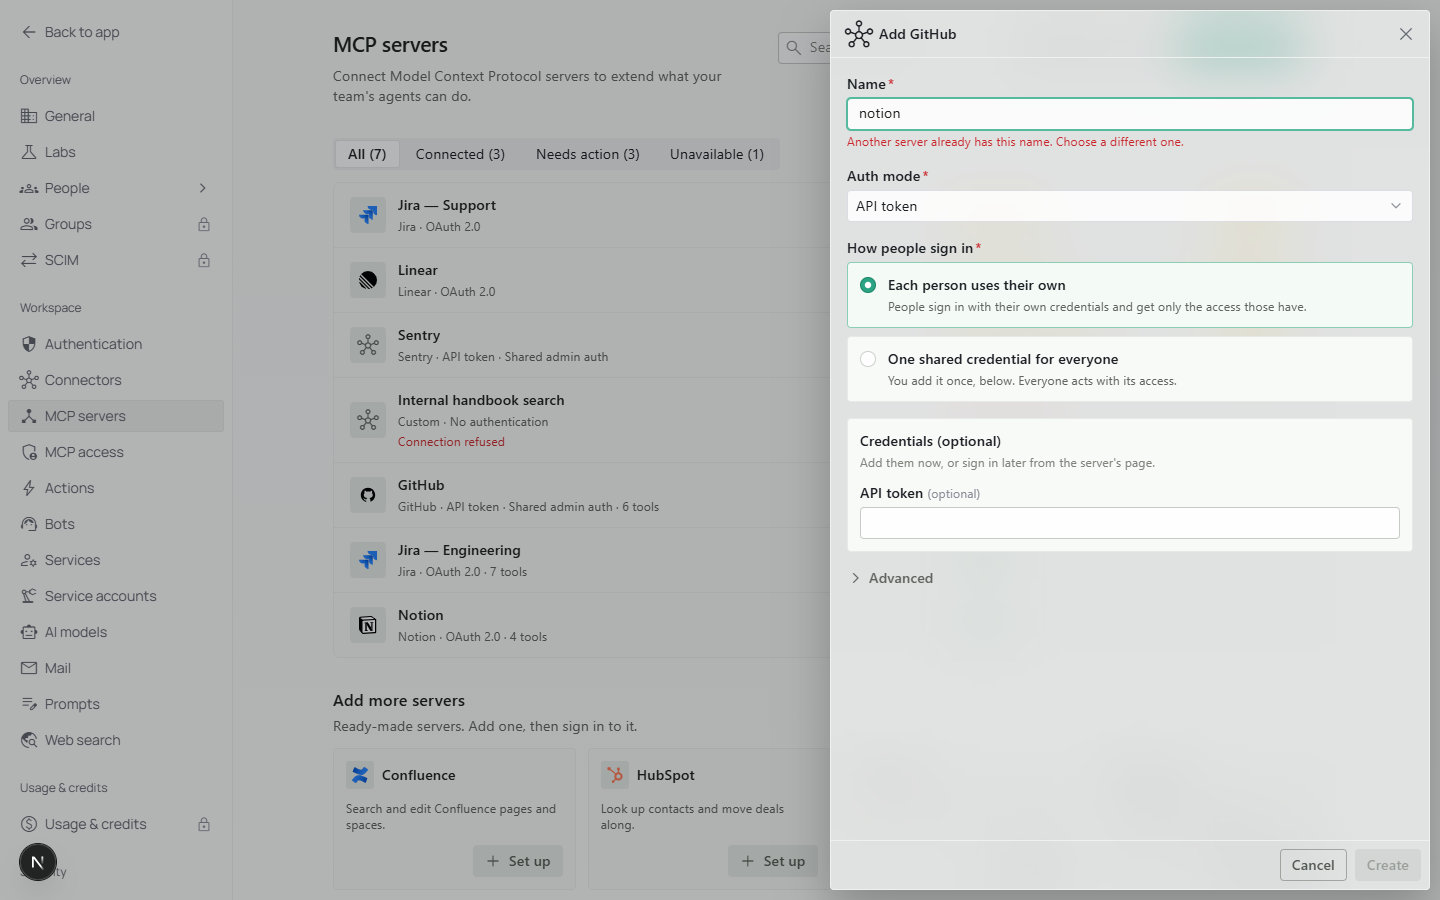 Back to app
Overview
General
Labs
People
Groups
SCIM
Workspace
Authentication
Connectors
MCP servers
MCP access
Actions
Bots
Services
Service accounts
AI models
Mail
Prompts
Web search
Usage & credits
Usage & credits
N
MCP servers
Connect Model Context Protocol servers to extend what your
team's agents can do.
All (7)
Connected (3)
Needs action (3)
Unavailable (1)
Jira — Support
Jira · OAuth 2.0
Linear
Linear · OAuth 2.0
Sentry
Sentry · API token · Shared admin auth
Internal handbook search
Custom · No authentication
Connection refused
GitHub
GitHub · API token · Shared admin auth · 6 tools
Jira — Engineering
Jira · OAuth 2.0 · 7 tools
Notion
Notion · OAuth 2.0 · 4 tools
Add more servers
Ready-made servers. Add one, then sign in to it.
Confluence
Search and edit Confluence pages and
spaces.
Set up
HubSpot
Look up contacts and move deals
along.
Set up
Add GitHub
Name*
notion
Another server already has this name. Choose a different one.
Auth mode*
API token
How people sign in*
Each person uses their own
People sign in with their own credentials and get only the access those have.
One shared credential for everyone
You add it once, below. Everyone acts with its access.
Credentials (optional)
Add them now, or sign in later from the server's page.
API token (optional)
Advanced
Cancel
Create